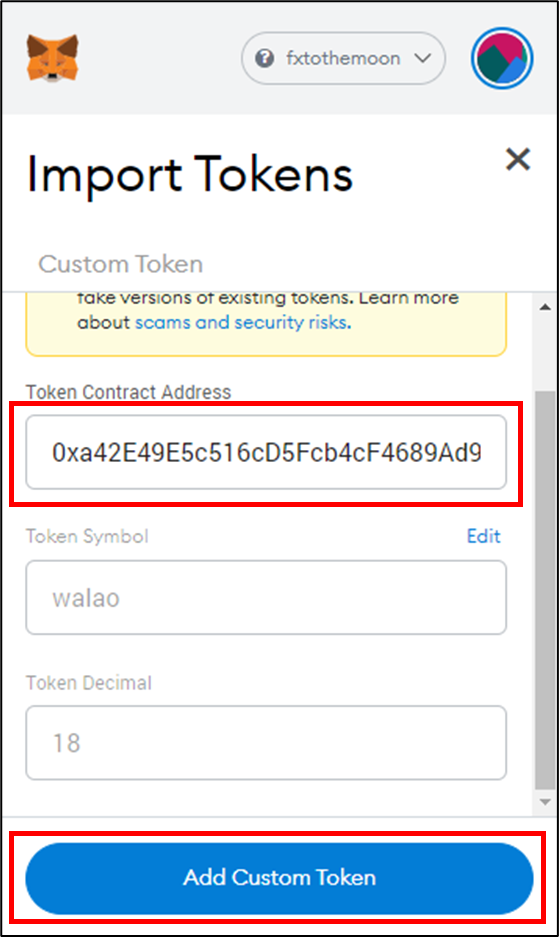 fxtothemoon
Import Tokens
Custom Token
fake versions of existing tokens. Learn more
about scams and security risks.
Token Contract Address
0xa42E49E5c516cD5Fcb4cF4689Ad9
Token Symbol
Edit
walao
Token Decimal
18
Add Custom Token